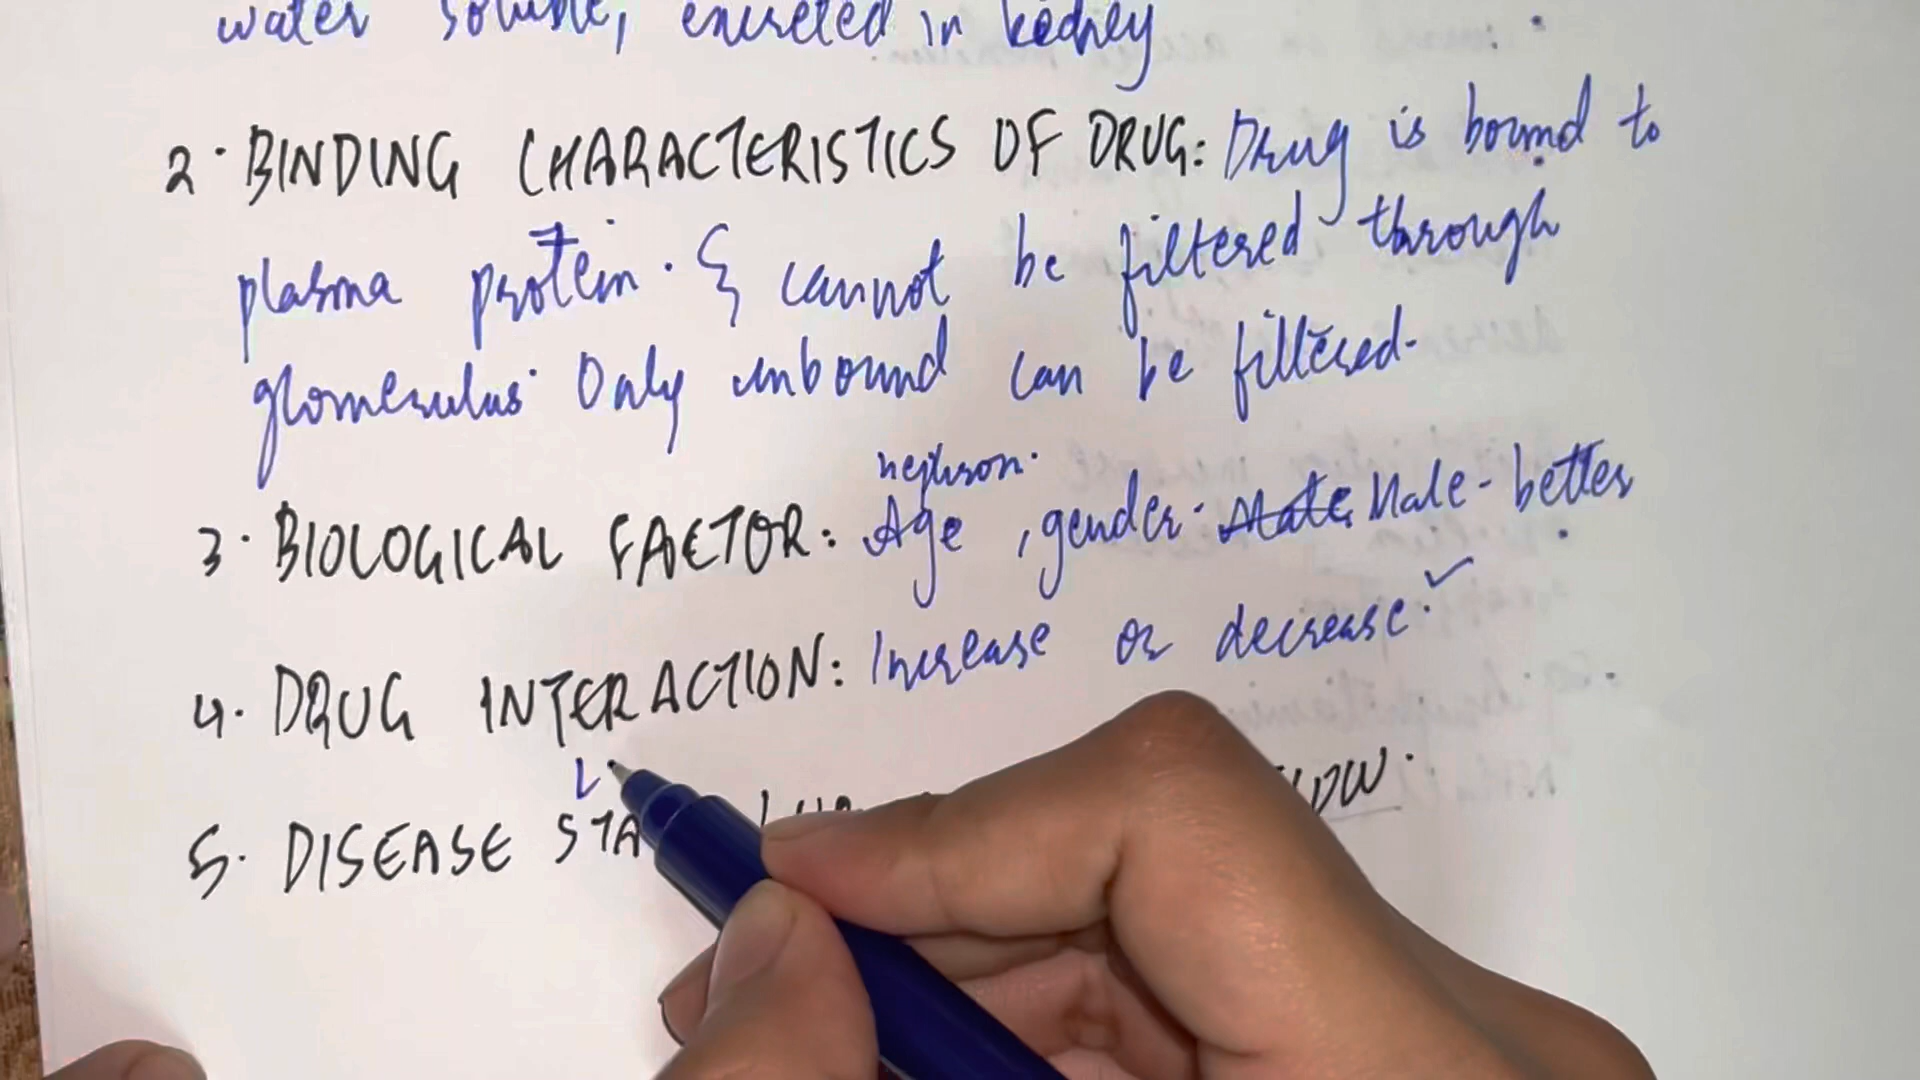 water soluble, excreted in kedney
2. BINDING CHARACTERISTICS OF DRUG: Drug is bound to
plasma protein. & cannot be filtered through
glomerulus. Only unbound can be filtered.
nephron.
3. BIOLOGICAL FACTOR: Age, gender. Male Male - better
4. DRUG INTERACTION: Increase or decrease.
5. DISEASE STA